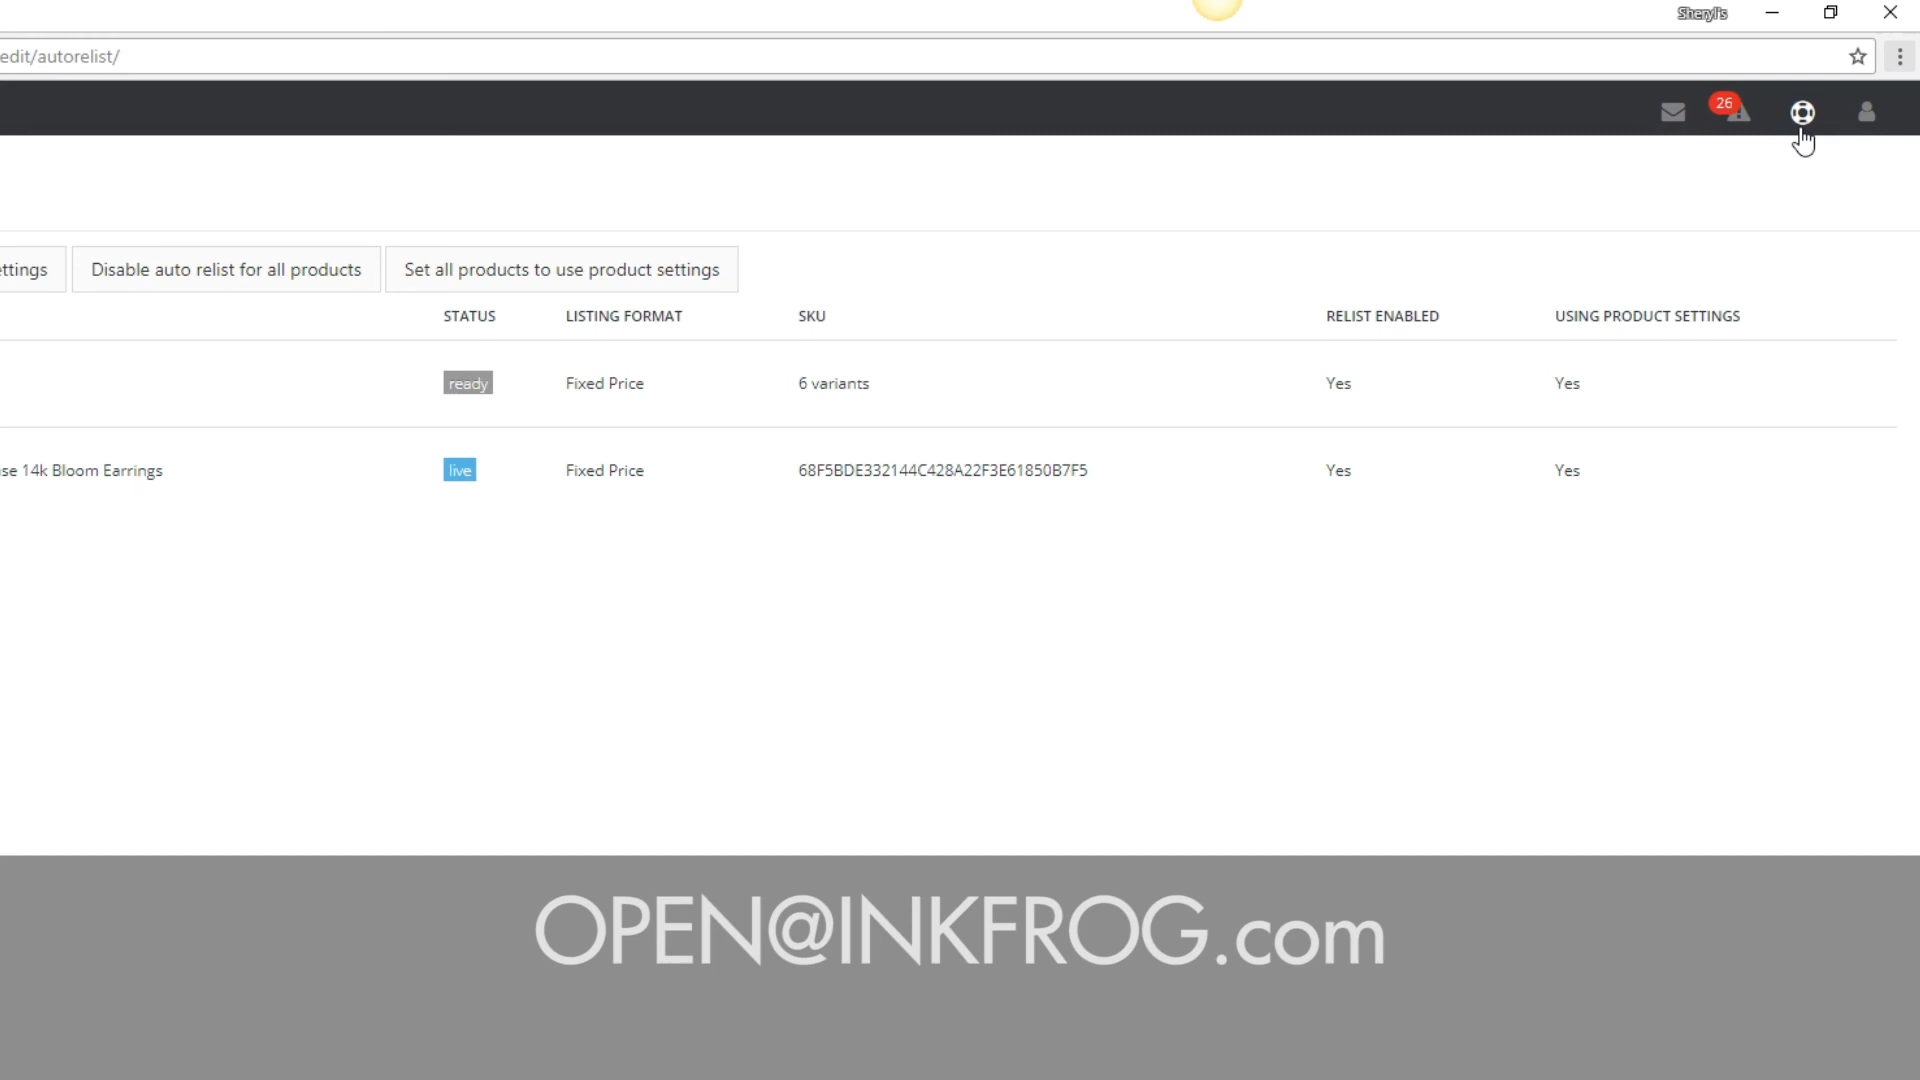 Sheryl's
edit/autorelist/
26
ettings
Disable auto relist for all products
Set all products to use product settings
STATUS LISTING FORMAT SKU RELIST ENABLED USING PRODUCT SETTINGS
ready Fixed Price 6 variants Yes Yes
se 14k Bloom Earrings live Fixed Price 68F5BDE332144C428A22F3E61850B7F5 Yes Yes
OPEN@INKFROG.com